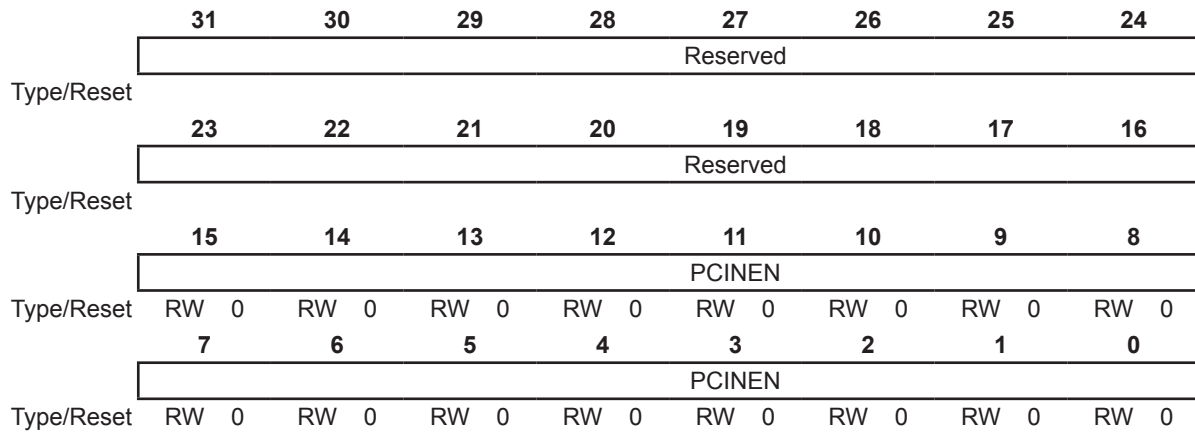 31 30 29 28 27 26 25 24
Reserved
Type/Reset
23 22 21 20 19 18 17 16
Reserved
Type/Reset
15 14 13 12 11 10 9 8
PCINEN
Type/Reset RW 0 RW 0 RW 0 RW 0 RW 0 RW 0 RW 0 RW 0
7 6 5 4 3 2 1 0
PCINEN
Type/Reset RW 0 RW 0 RW 0 RW 0 RW 0 RW 0 RW 0 RW 0